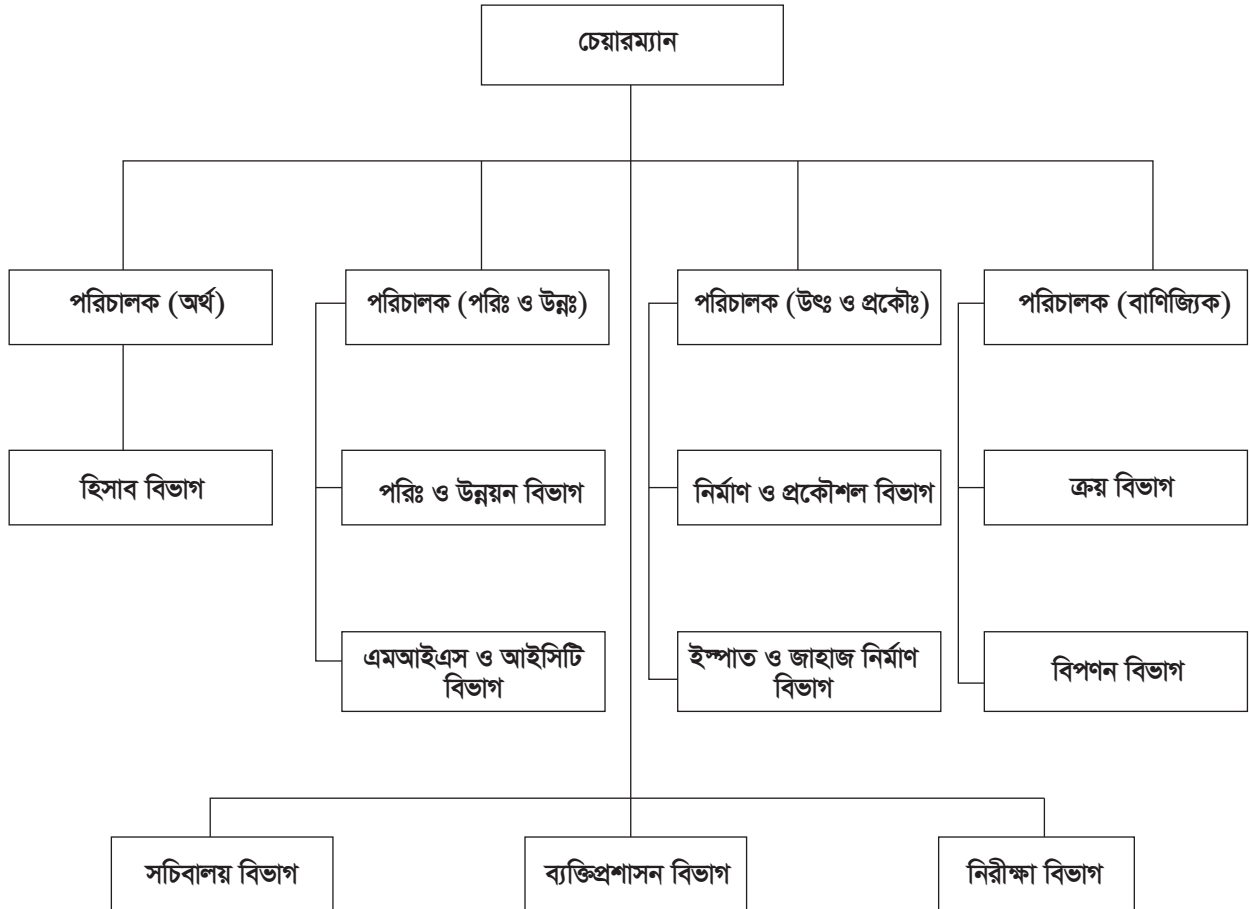 চেয়ারম্যান
পরিচালক (অর্থ)
পরিচালক (পরিঃ ও উন্নঃ)
পরিচালক (উৎঃ ও প্রকৌঃ)
পরিচালক (বাণিজ্যিক)
হিসাব বিভাগ
পরিঃ ও উন্নয়ন বিভাগ
নির্মাণ ও প্রকৌশল বিভাগ
ক্রয় বিভাগ
এমআইএস ও আইসিটি
বিভাগ
ইস্পাত ও জাহাজ নির্মাণ
বিভাগ
বিপণন বিভাগ
সচিবালয় বিভাগ
ব্যক্তিপ্রশাসন বিভাগ
নিরীক্ষা বিভাগ